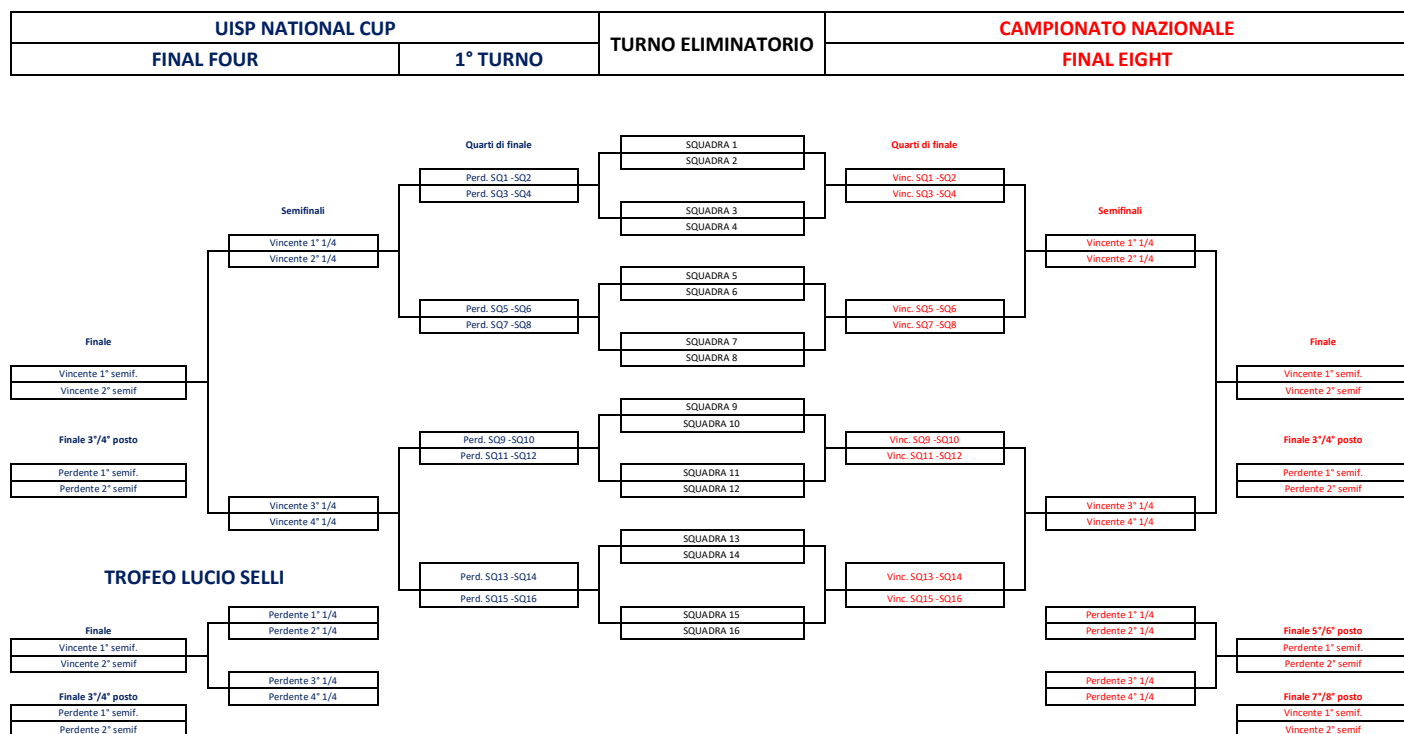 UISP NATIONAL CUP
TURNO ELIMINATORIO
CAMPIONATO NAZIONALE
FINAL FOUR
1° TURNO
FINAL EIGHT
Quarti di finale
SQUADRA 1
Quarti di finale
SQUADRA 2
Perd. SQ1 -SQ2
Vinc. SQ1 -SQ2
Perd. SQ3 -SQ4
Vinc. SQ3 -SQ4
Semifinali
SQUADRA 3
Semifinali
SQUADRA 4
Vincente 1° 1/4
Vincente 1° 1/4
Vincente 2° 1/4
Vincente 2° 1/4
SQUADRA 5
SQUADRA 6
Perd. SQ5 -SQ6
Vinc. SQ5 -SQ6
Perd. SQ7 -SQ8
Vinc. SQ7 -SQ8
Finale
SQUADRA 7
Finale
SQUADRA 8
Vincente 1° semif.
Vincente 1° semif.
Vincente 2° semif
Vincente 2° semif
SQUADRA 9
SQUADRA 10
Finale 3°/4° posto
Perd. SQ9 -SQ10
Vinc. SQ9 -SQ10
Finale 3°/4° posto
Perd. SQ11 -SQ12
Vinc. SQ11 -SQ12
Perdente 1° semif.
SQUADRA 11
Perdente 1° semif.
Perdente 2° semif
SQUADRA 12
Perdente 2° semif
Vincente 3° 1/4
Vincente 3° 1/4
Vincente 4° 1/4
Vincente 4° 1/4
SQUADRA 13
SQUADRA 14
TROFEO LUCIO SELLI
Perd. SQ13 -SQ14
Vinc. SQ13 -SQ14
Perd. SQ15 -SQ16
Vinc. SQ15 -SQ16
Perdente 1° 1/4
SQUADRA 15
Perdente 1° 1/4
Finale
Perdente 2° 1/4
SQUADRA 16
Perdente 2° 1/4
Finale 5°/6° posto
Vincente 1° semif.
Perdente 1° semif.
Vincente 2° semif
Perdente 2° semif
Perdente 3° 1/4
Perdente 3° 1/4
Finale 3°/4° posto
Perdente 4° 1/4
Perdente 4° 1/4
Finale 7°/8° posto
Perdente 1° semif.
Vincente 1° semif.
Perdente 2° semif
Vincente 2° semif